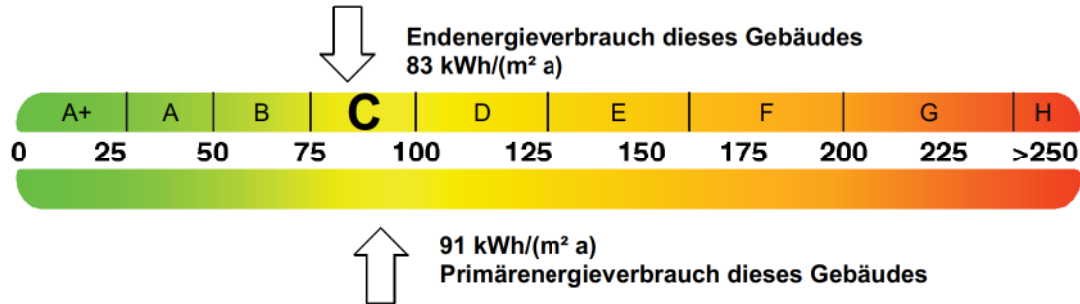 Endenergieverbrauch dieses Gebäudes
83 kWh/(m² a)
A+ A B C D E F G H
0 25 50 75 100 125 150 175 200 225 >250
91 kWh/(m² a)
Primärenergieverbrauch dieses Gebäudes